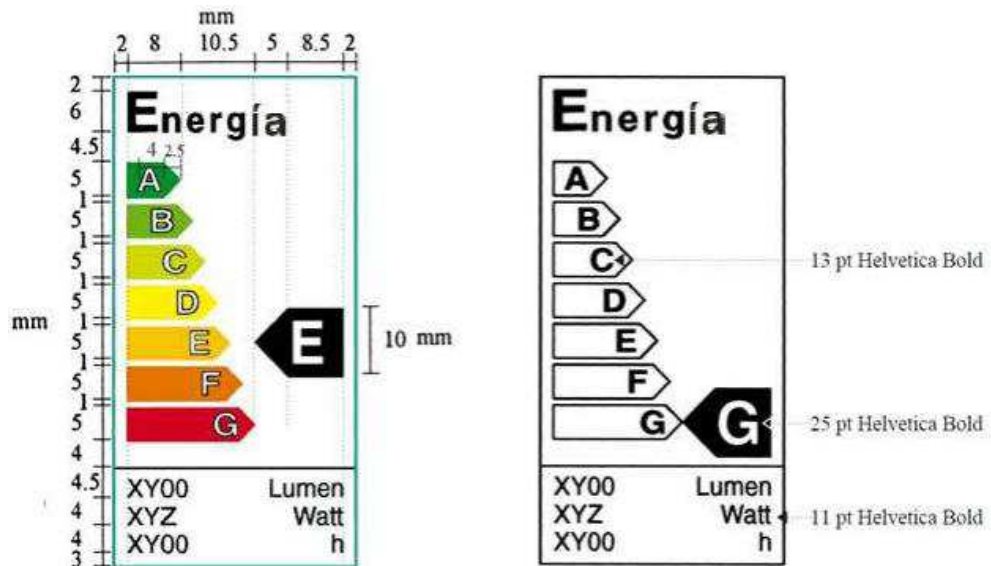 mm
2 8 10.5 5 8.5 2
2
6
4.5
5
1
5
1
5
1
5
1
5
1
5
1
5
4
4.5
4
4
3
mm
Energía
4 2.5
A
B
C
D
E
F
G
E
10 mm
XY00 Lumen
XYZ Watt
XY00 h
Energía
A
B
C
D
E
F
G
G
13 pt Helvetica Bold
25 pt Helvetica Bold
XY00 Lumen
XYZ Watt
XY00 h
11 pt Helvetica Bold